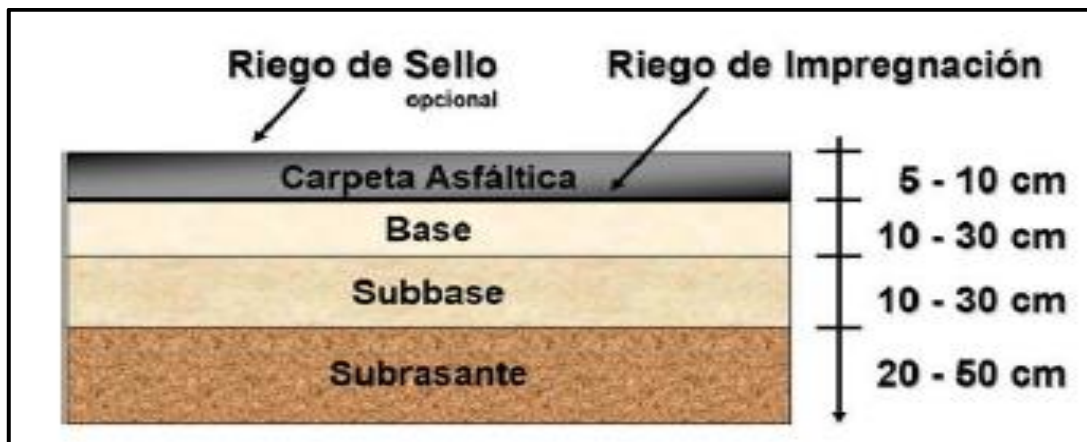 Riego de Sello
opcional
Riego de Impregnación
Carpeta Asfáltica
5 - 10 cm
Base
10 - 30 cm
Subbase
10 - 30 cm
Subrasante
20 - 50 cm